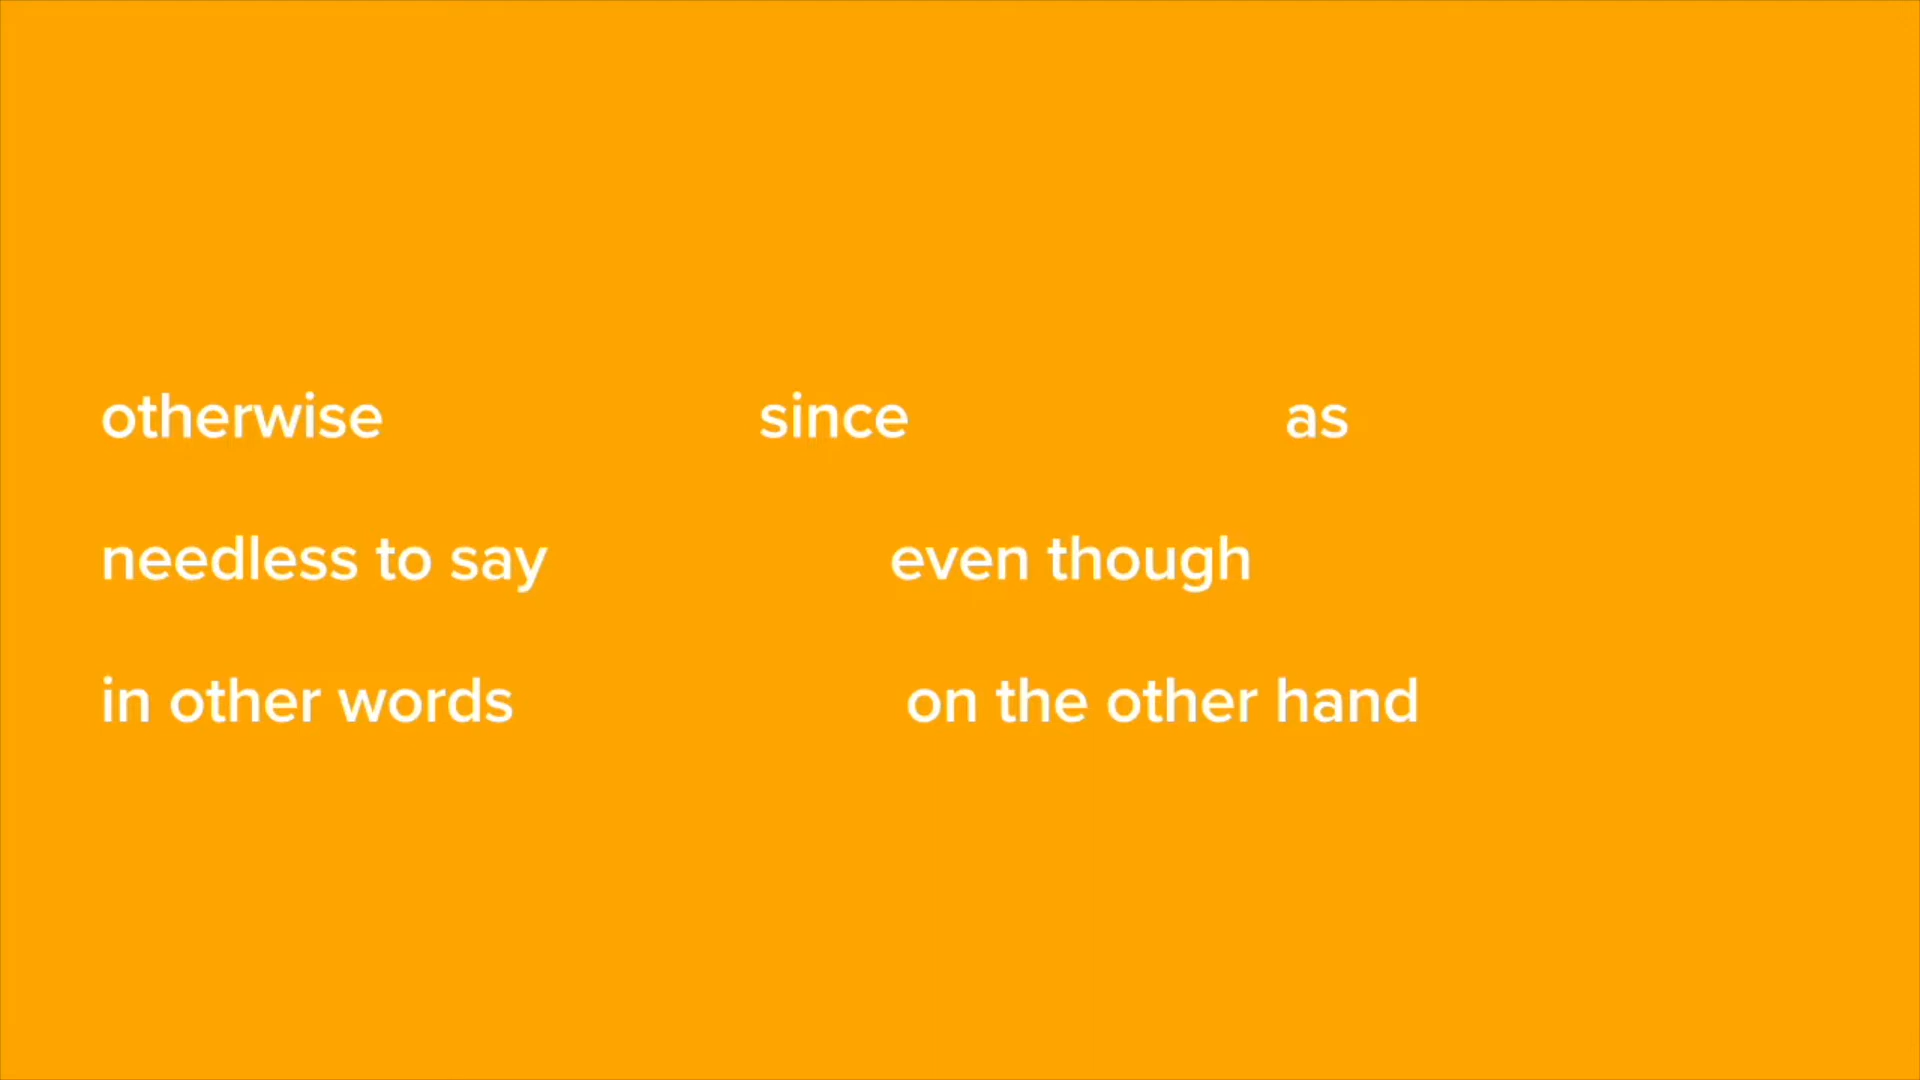 otherwise since as
needless to say even though
in other words on the other hand